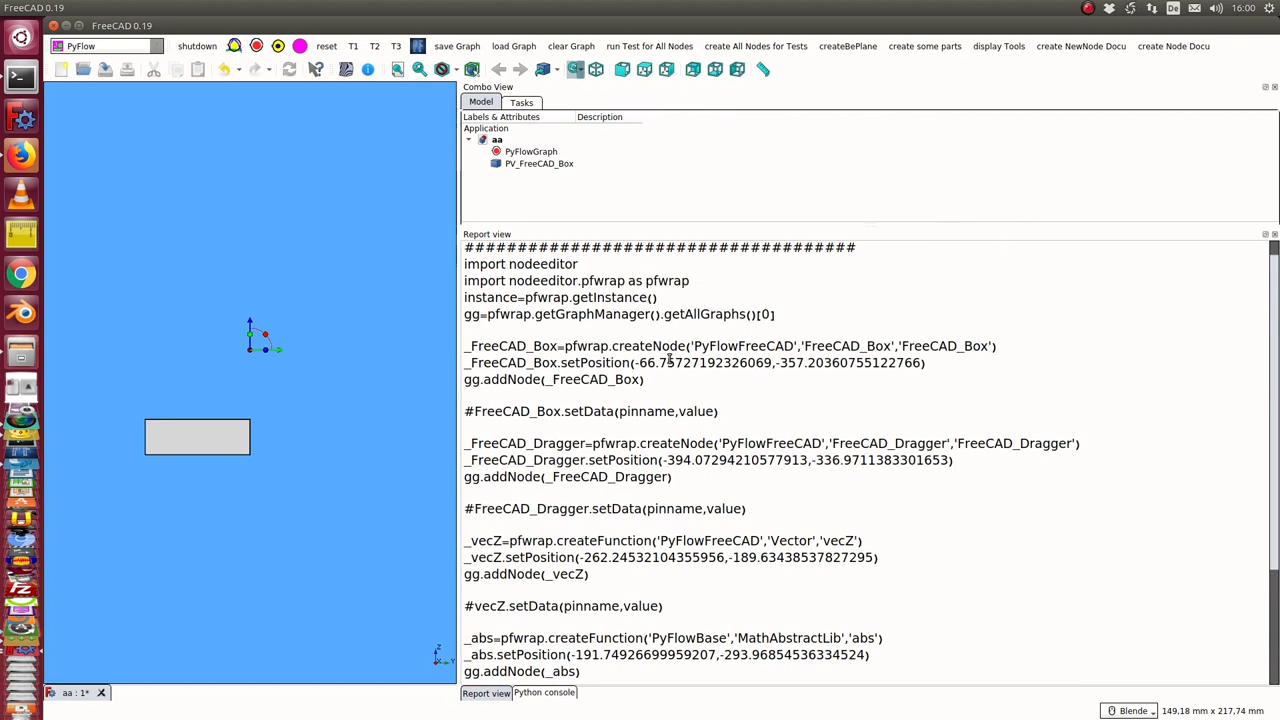 FreeCAD 0.19
De
16:00
FreeCAD 0.19
PyFlow
shutdown
reset
T1
T2
T3
save Graph
load Graph
clear Graph
run Test for All Nodes
create All Nodes for Tests
createBePlane
create some parts
display Tools
create NewNode Docu
create Node Docu
Combo View
Model
Tasks
Labels & Attributes
Description
Application
aa
PyFlowGraph
PV_FreeCAD_Box
Report view
####################################
import nodeeditor
import nodeeditor.pfwrap as pfwrap
instance=pfwrap.getInstance()
gg=pfwrap.getGraphManager().getAllGraphs()[0]
_FreeCAD_Box=pfwrap.createNode('PyFlowFreeCAD','FreeCAD_Box','FreeCAD_Box')
_FreeCAD_Box.setPosition(-66.75727192326069,-357.20360755122766)
gg.addNode(_FreeCAD_Box)
#FreeCAD_Box.setData(pinname,value)
_FreeCAD_Dragger=pfwrap.createNode('PyFlowFreeCAD','FreeCAD_Dragger','FreeCAD_Dragger')
_FreeCAD_Dragger.setPosition(-394.07294210577913,-336.9711383301653)
gg.addNode(_FreeCAD_Dragger)
#FreeCAD_Dragger.setData(pinname,value)
_vecZ=pfwrap.createFunction('PyFlowFreeCAD','Vector','vecZ')
_vecZ.setPosition(-262.24532104355956,-189.63438537827295)
gg.addNode(_vecZ)
#vecZ.setData(pinname,value)
_abs=pfwrap.createFunction('PyFlowBase','MathAbstractLib','abs')
_abs.setPosition(-191.74926699959207,-293.96854536334524)
gg.addNode(_abs)
Z
Y
aa : 1*
Report view
Python console
Blende
149,18 mm x 217,74 mm